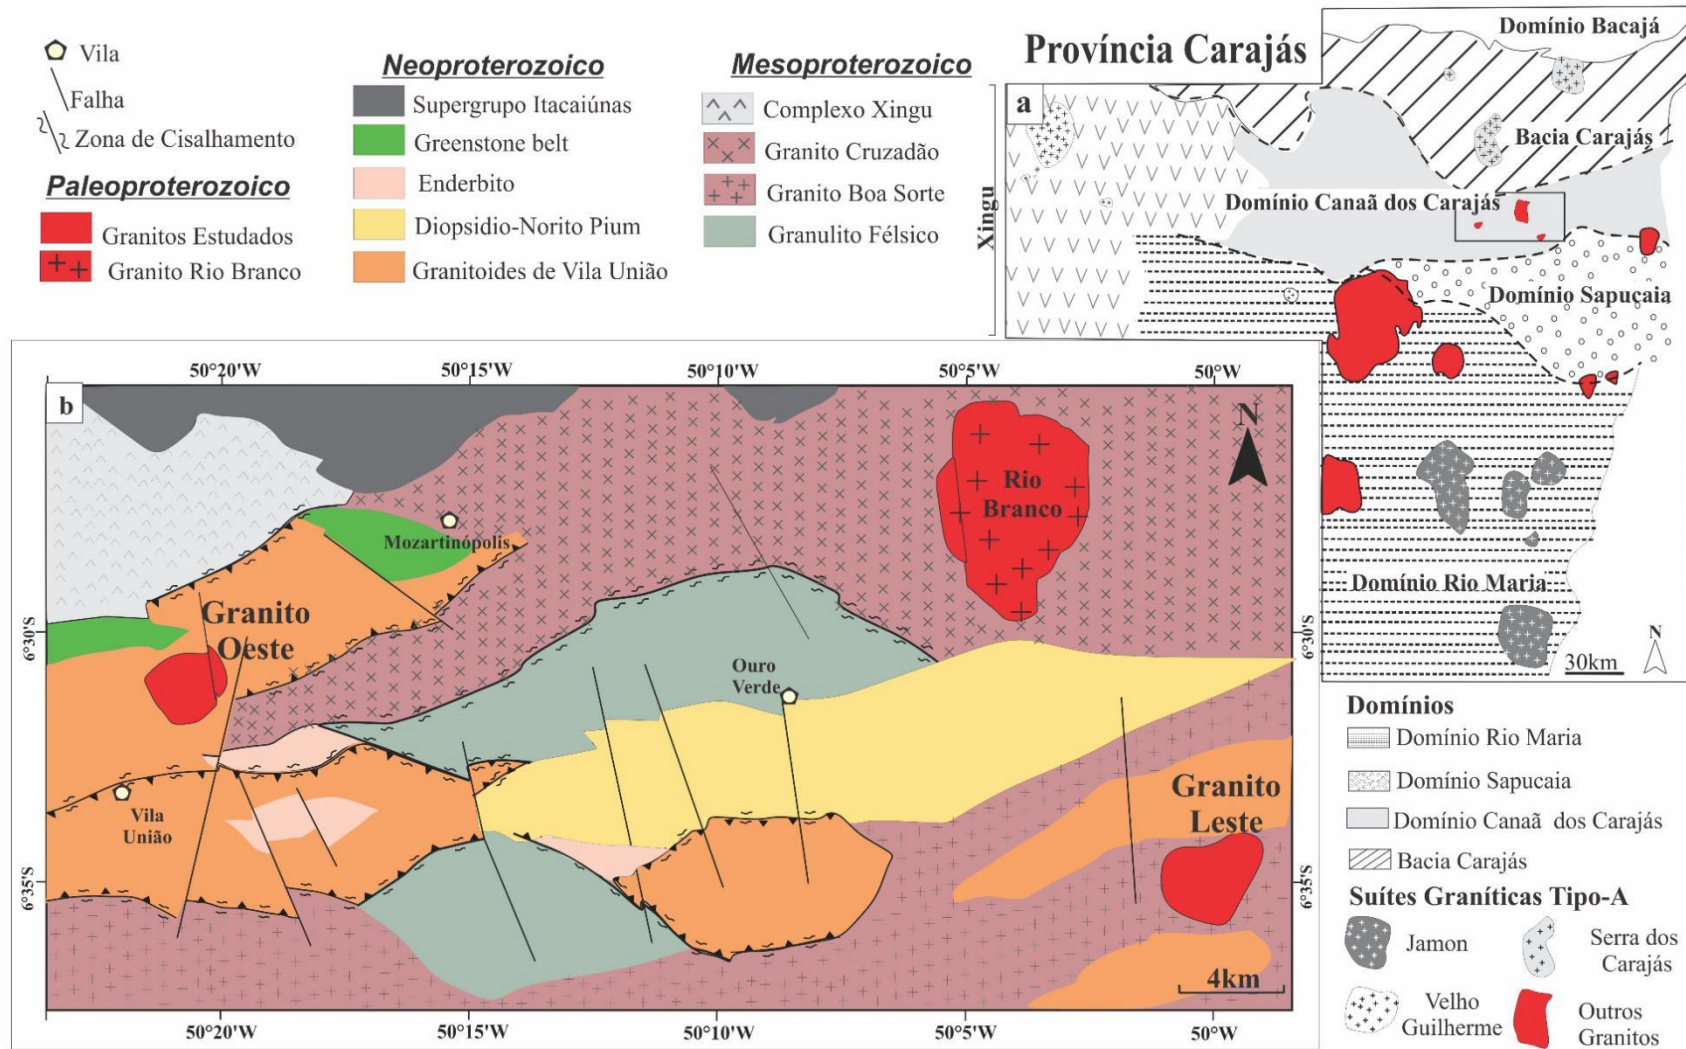 Vila
Falha
Zona de Cisalhamento
Paleoproterozoico
Granitos Estudados
Granito Rio Branco
Neoproterozoico
Supergrupo Itacaiúnas
Greenstone belt
Enderbito
Diopsidio-Norito Pium
Granitoides de Vila União
Mesoproterozoico
Complexo Xingu
Granito Cruzadão
Granito Boa Sorte
Granulito Félsico
Província Carajás
a
Xingu
Domínio Bacajá
Bacia Carajás
Domínio Canaã dos Carajás
Domínio Sapucaia
Domínio Rio Maria
30km
N
b
50°20'W
50°15'W
50°10'W
50°5'W
50°W
6°30'S
6°35'S
N
Rio
Branco
Mozartinópolis
Granito
Oeste
Ouro
Verde
Vila
União
Granito
Leste
4km
6°30'S
6°35'S
50°20'W
50°15'W
50°10'W
50°5'W
50°W
Domínios
Domínio Rio Maria
Domínio Sapucaia
Domínio Canaã dos Carajás
Bacia Carajás
Suítes Graníticas Tipo-A
Jamon
Serra dos
Carajás
Velho
Guilherme
Outros
Granitos